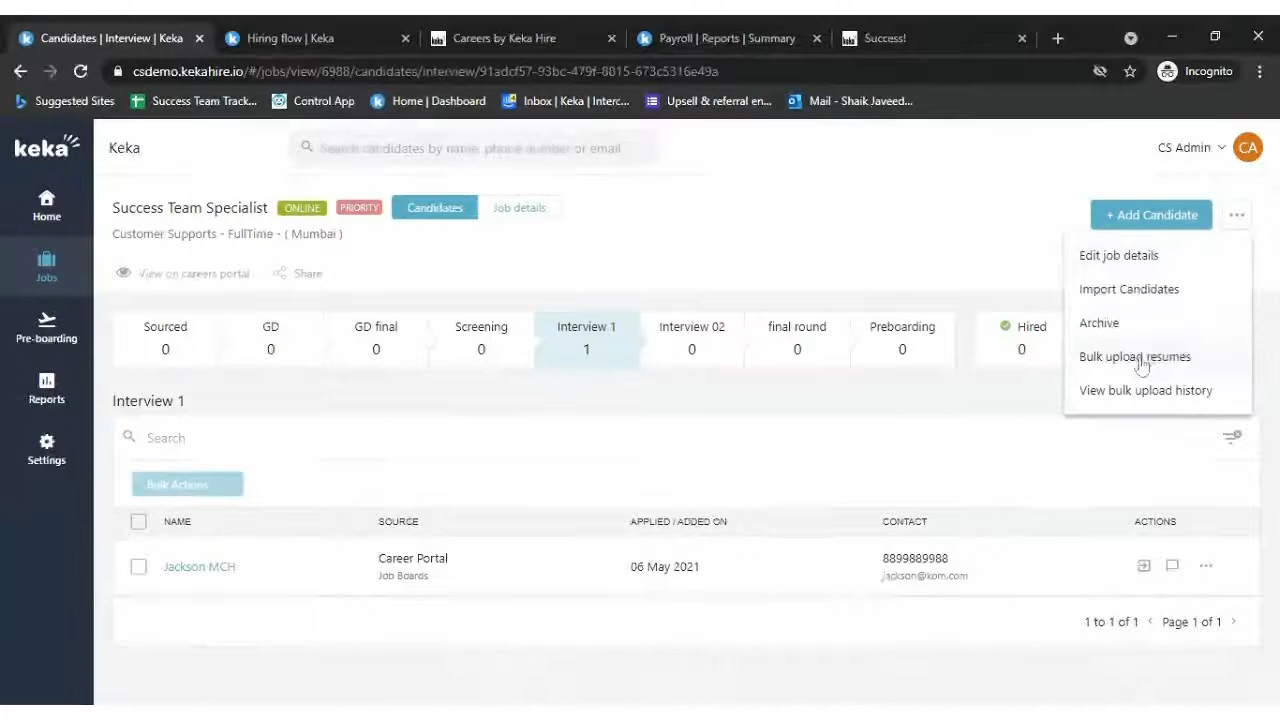 Candidates | Interview | Keka
Hiring flow | Keka
Careers by Keka Hire
Payroll | Reports | Summary
Success!
csdemo.kekahire.io/#/jobs/view/6988/candidates/interview/91adcf57-93bc-479f-8815-673c5316e49a
Incognito
Suggested Sites
Success Team Track...
Control App
Home | Dashboard
Inbox | Keka | Interc...
Upsell & referral en...
Mail - Shaik Javeed...
keka
Keka
Search candidates by name, phone number or email
CS Admin
CA
Home
Jobs
Pre-boarding
Reports
Settings
Success Team Specialist
ONLINE
PRIORITY
Candidates
Job details
+ Add Candidate
Customer Supports - FullTime - ( Mumbai )
View on careers portal
Share
Edit job details
Import Candidates
Archive
Bulk upload resumes
View bulk upload history
Sourced
0
GD
0
GD final
0
Screening
0
Interview 1
1
Interview 02
0
final round
0
Preboarding
0
Hired
0
Interview 1
Search
Bulk Actions
NAME SOURCE APPLIED / ADDED ON CONTACT ACTIONS
Jackson MCH
Career Portal
Job Boards
06 May 2021
8899889988
jackson@kom.com
1 to 1 of 1
Page 1 of 1